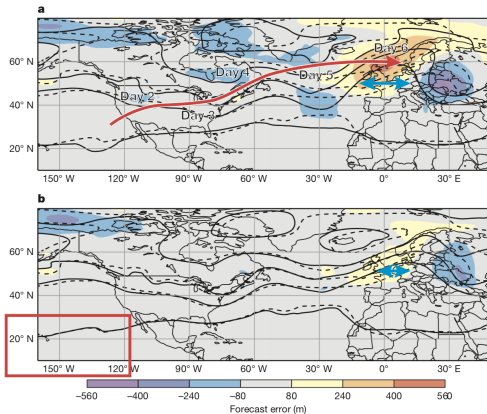 a
60° N
40° N
20° N
Day 2
Day 3
Day 4
Day 5
Day 6
150° W 120° W 90° W 60° W 30° W 0° 30° E
b
60° N
40° N
20° N
150° W 120° W 90° W 60° W 30° W 0° 30° E
−560 −400 −240 −80 80 240 400 560
Forecast error (m)